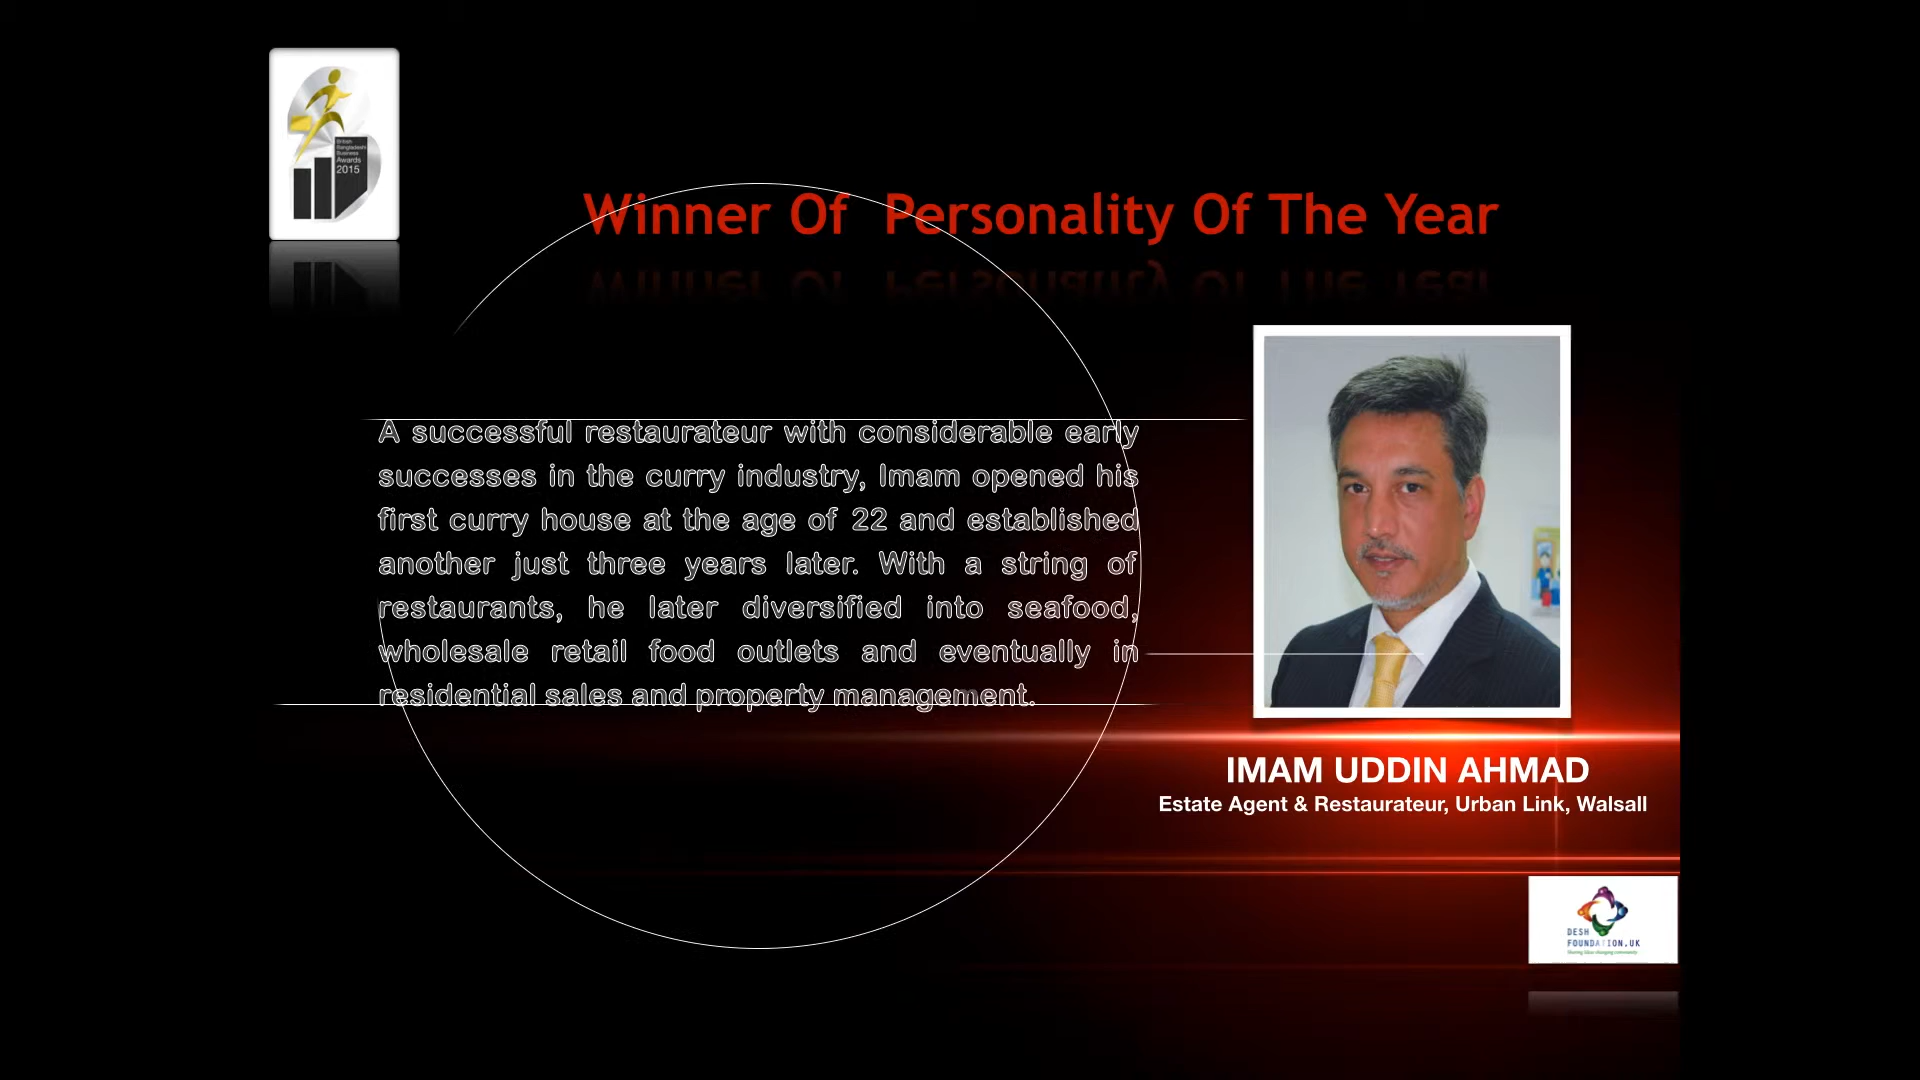 British
Bangladeshi
Business
Awards
2015
Winner Of Personality Of The Year
A successful restaurateur with considerable early
successes in the curry industry, Imam opened his
first curry house at the age of 22 and established
another just three years later. With a string of
restaurants, he later diversified into seafood,
wholesale retail food outlets and eventually in
residential sales and property management.
IMAM UDDIN AHMAD
Estate Agent & Restaurateur, Urban Link, Walsall
DESH
FOUNDATION.UK